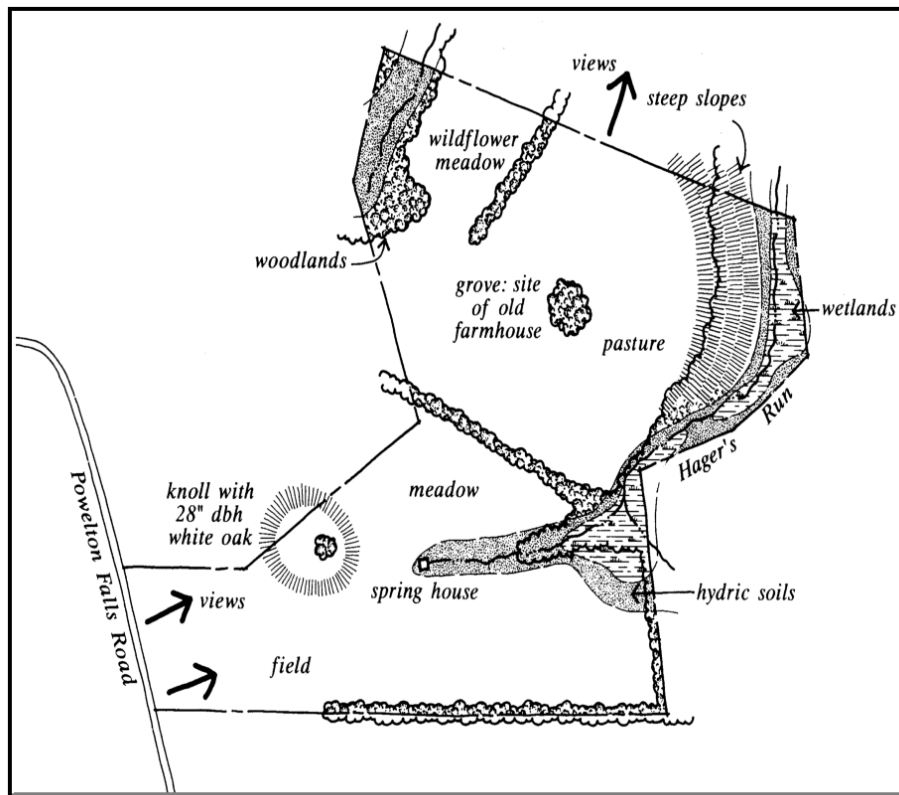 views
steep slopes
wildflower
meadow
woodlands
grove: site
of old
farmhouse
pasture
wetlands
Hager's Run
knoll with
28" dbh
white oak
meadow
Powelton Falls Road
views
spring house
hydric soils
field